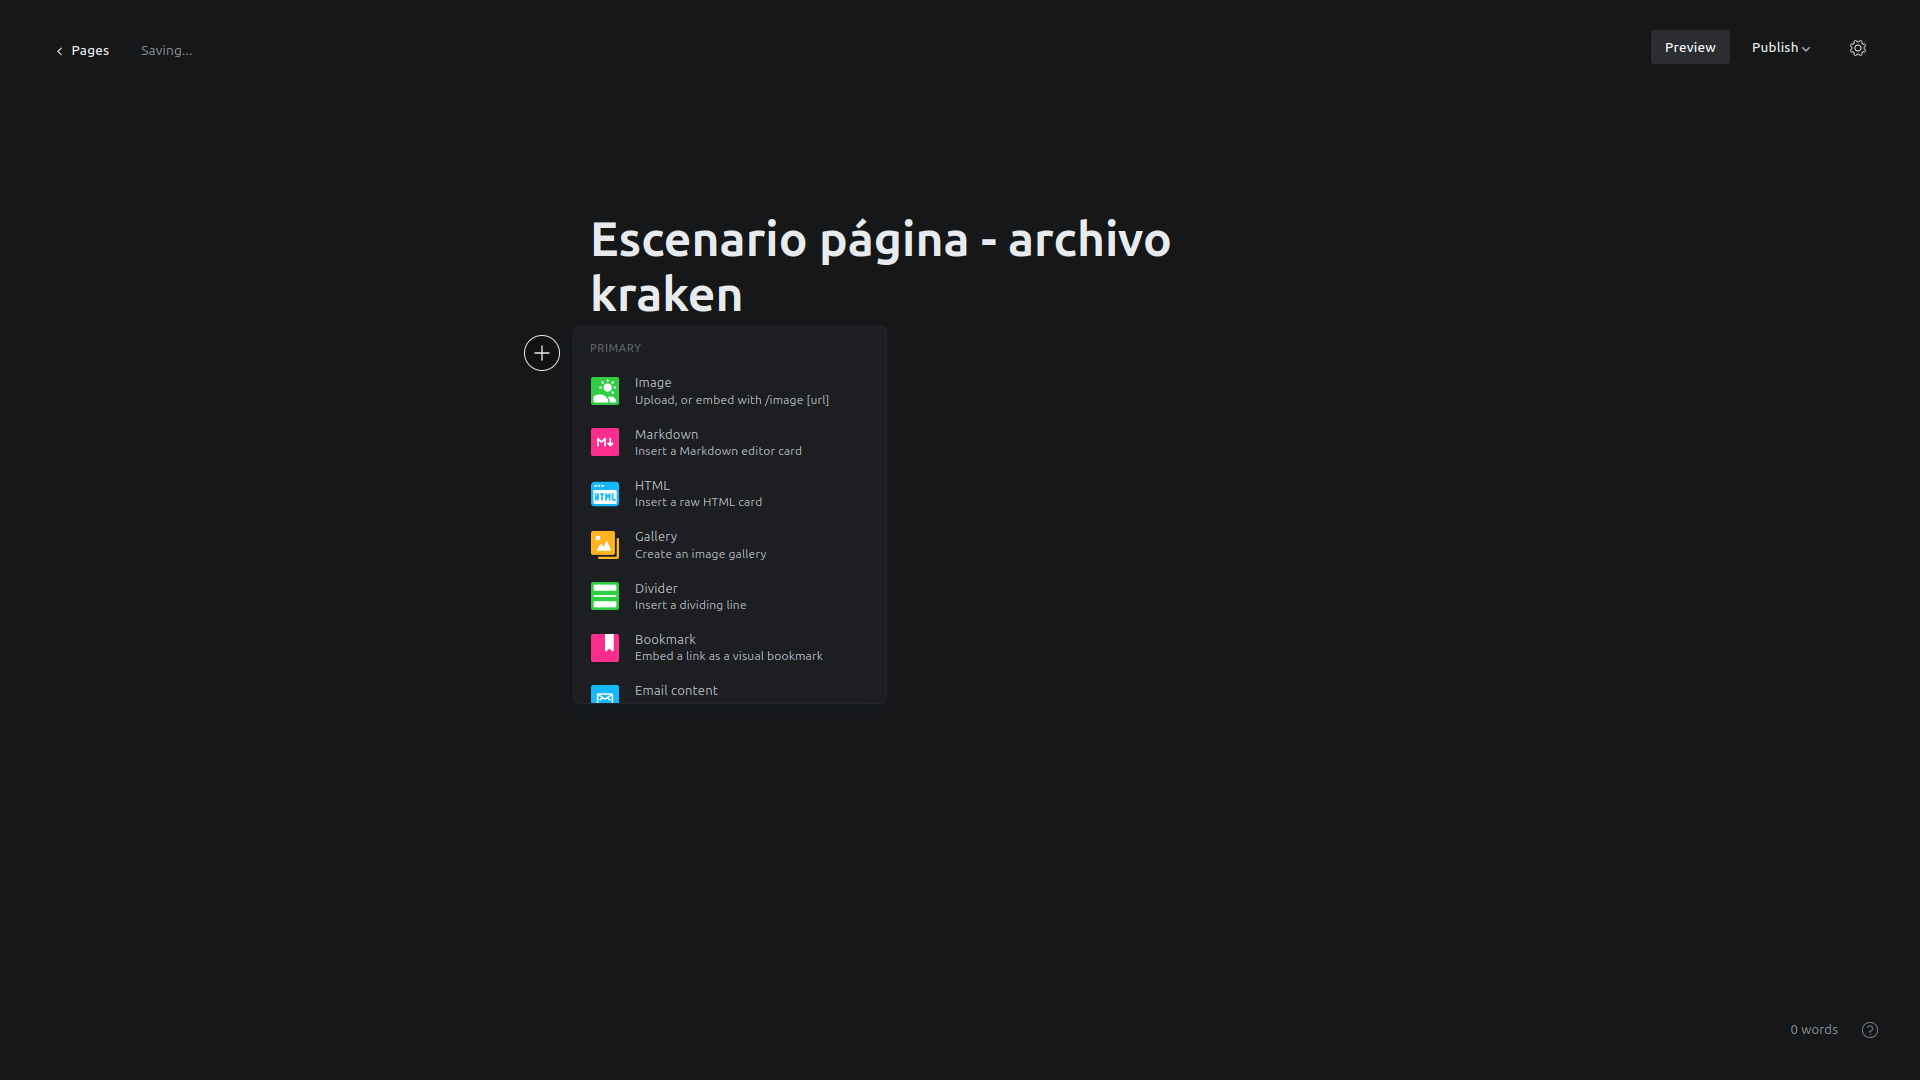 Pages
Saving...
Preview
Publish
Escenario página - archivo
kraken
PRIMARY
Image
Upload, or embed with /image [url]
M
Markdown
Insert a Markdown editor card
HTML
HTML
Insert a raw HTML card
Gallery
Create an image gallery
Divider
Insert a dividing line
Bookmark
Embed a link as a visual bookmark
Email content
0 words
?